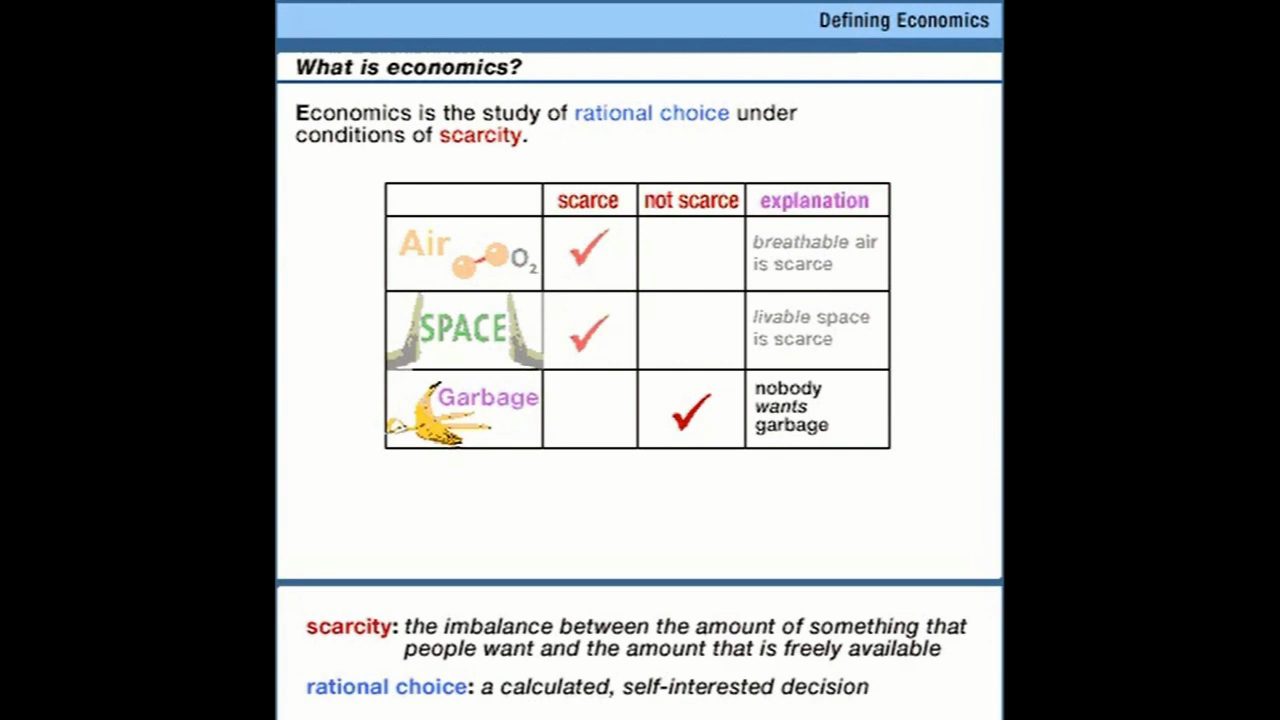 Defining Economics
What is economics?
Economics is the study of rational choice under
conditions of scarcity.
scarce not scarce explanation
Air O2 breathable air
is scarce
SPACE livable space
is scarce
Garbage nobody
wants
garbage
scarcity: the imbalance between the amount of something that
people want and the amount that is freely available
rational choice: a calculated, self-interested decision